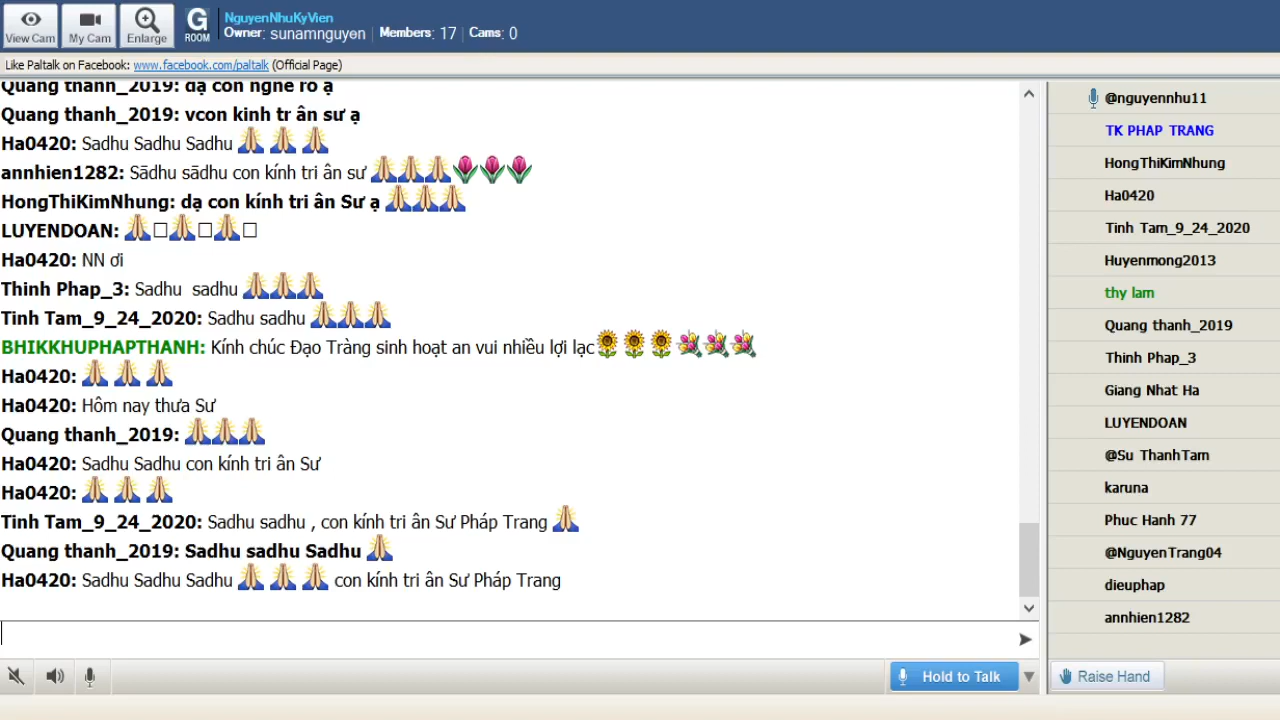 View Cam
My Cam
Enlarge
G
ROOM
NguyenNhuKyVien
Owner: sunamnguyen | Members: 17 | Cams: 0
Like Paltalk on Facebook: www.facebook.com/paltalk (Official Page)
Quang thanh_2019: dạ con nghe rõ ạ
Quang thanh_2019: vcon kinh tr ân sư ạ
Ha0420: Sadhu Sadhu Sadhu 🙏 🙏 🙏
annhien1282: Sādhu sādhu con kính tri ân sư 🙏🙏🙏🌷🌷🌷
HongThiKimNhung: dạ con kính tri ân Sư ạ 🙏🙏🙏
LUYENDOAN: 🙏□🙏□🙏□
Ha0420: NN ơi
Thinh Phap_3: Sadhu sadhu 🙏🙏🙏
Tinh Tam_9_24_2020: Sadhu sadhu 🙏🙏🙏
BHIKKHUPHAPTHANH: Kính chúc Đạo Tràng sinh hoạt an vui nhiều lợi lạc🌻🌻🌻💐💐💐
Ha0420: 🙏 🙏 🙏
Ha0420: Hôm nay thưa Sư
Quang thanh_2019: 🙏🙏🙏
Ha0420: Sadhu Sadhu con kính tri ân Sư
Ha0420: 🙏 🙏 🙏
Tinh Tam_9_24_2020: Sadhu sadhu , con kính tri ân Sư Pháp Trang 🙏
Quang thanh_2019: Sadhu sadhu Sadhu 🙏
Ha0420: Sadhu Sadhu Sadhu 🙏 🙏 🙏 con kính tri ân Sư Pháp Trang
@nguyennhu11
TK PHAP TRANG
HongThiKimNhung
Ha0420
Tinh Tam_9_24_2020
Huyenmong2013
thy lam
Quang thanh_2019
Thinh Phap_3
Giang Nhat Ha
LUYENDOAN
@Su ThanhTam
karuna
Phuc Hanh 77
@NguyenTrang04
dieuphap
annhien1282
Hold to Talk
Raise Hand